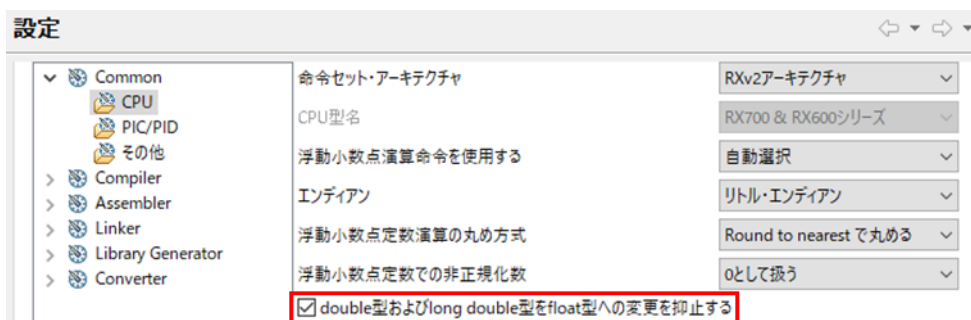 設定
Common
CPU
PIC/PID
その他
Compiler
Assembler
Linker
Library Generator
Converter
命令セット・アーキテクチャ RXv2アーキテクチャ
CPU型名 RX700 & RX600シリーズ
浮動小数点演算命令を使用する 自動選択
エンディアン リトル・エンディアン
浮動小数点定数演算の丸め方式 Round to nearest で丸める
浮動小数点定数での非正規化数 0として扱う
double型およびlong double型をfloat型への変更を抑止する